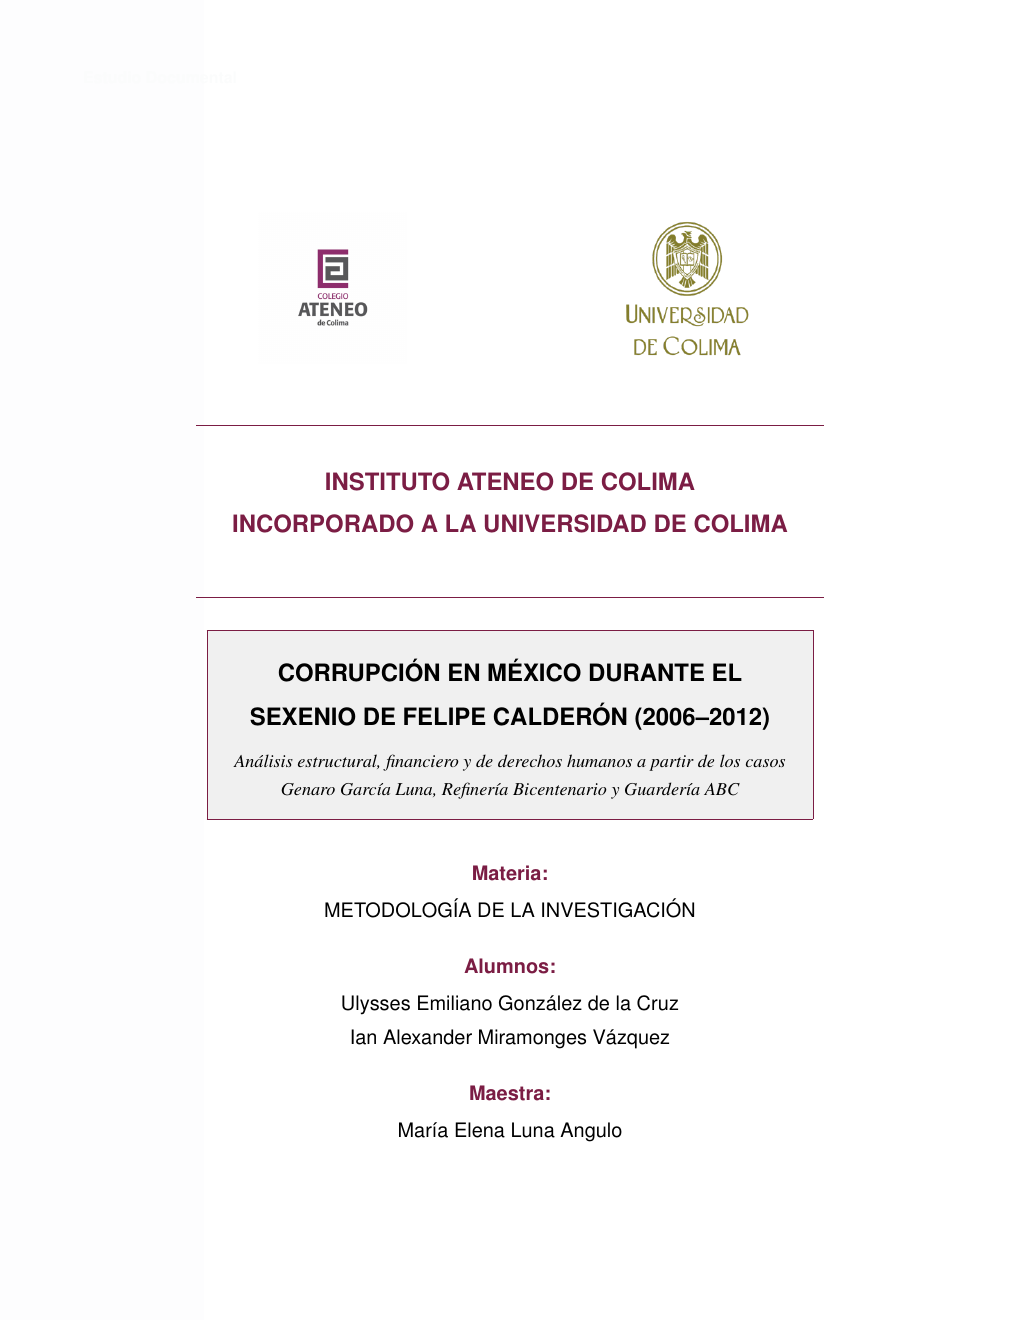 COLEGIO
ATENEO
de Colima
UNIVERSIDAD
DE COLIMA
INSTITUTO ATENEO DE COLIMA
INCORPORADO A LA UNIVERSIDAD DE COLIMA
CORRUPCIÓN EN MÉXICO DURANTE EL
SEXENIO DE FELIPE CALDERÓN (2006–2012)
Análisis estructural, financiero y de derechos humanos a partir de los casos
Genaro García Luna, Refinería Bicentenario y Guardería ABC
Materia:
METODOLOGÍA DE LA INVESTIGACIÓN
Alumnos:
Ulysses Emiliano González de la Cruz
Ian Alexander Miramonges Vázquez
Maestra:
María Elena Luna Angulo